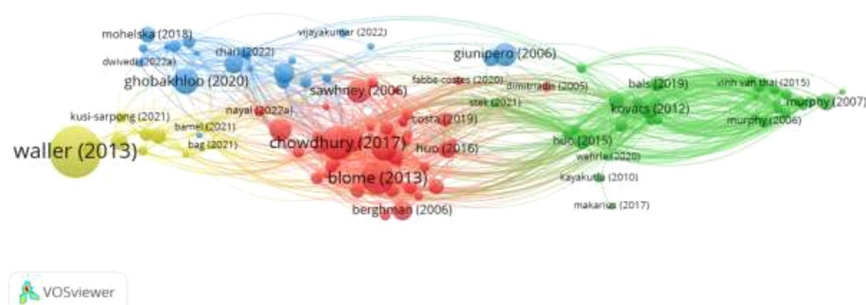 mohelska (2018)
vijayakumar (2022)
chari (2022)
giunipero (2006)
dwivedi (2022a)
ghobakhloo (2020)
fabbe-costes (2020)
dimitriadis (2005)
bals (2019)
vinh van thai (2015)
sawhney (2006)
stek (2021)
kovacs (2012)
murphy (2007)
nayal (2022a)
kusi-sarpong (2021)
costa (2019)
murphy (2006)
bamel (2021)
chowdhury (2017)
huo (2016)
huo (2015)
bag (2021)
waller (2013)
wehrle (2020)
blome (2013)
kayakutlu (2010)
berghman (2006)
makarius (2017)
VOSviewer